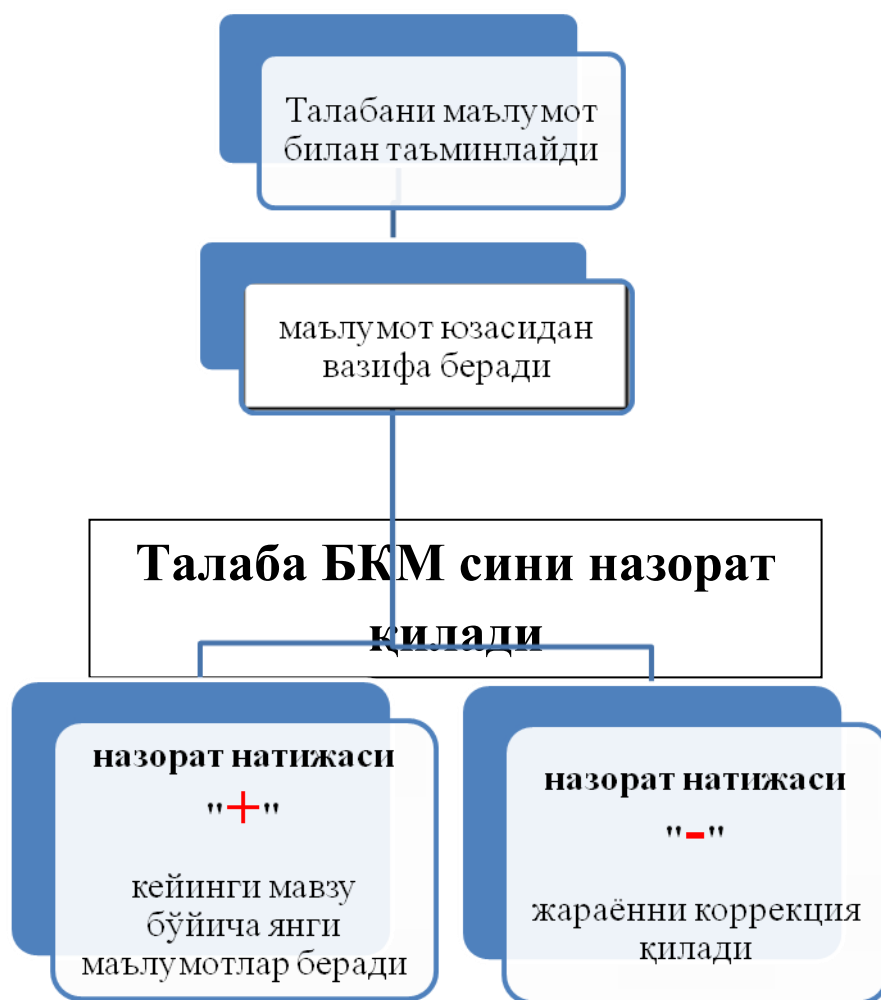 Талабани маълумот
билан таъминлайди
маълумот юзасидан
вазифа беради
Талаба БКМ сини назорат
қилади
назорат натижаси
"+"
кейинги мавзу
бўйича янги
маълумотлар беради
назорат натижаси
"-"
жараённи коррекция
қилади